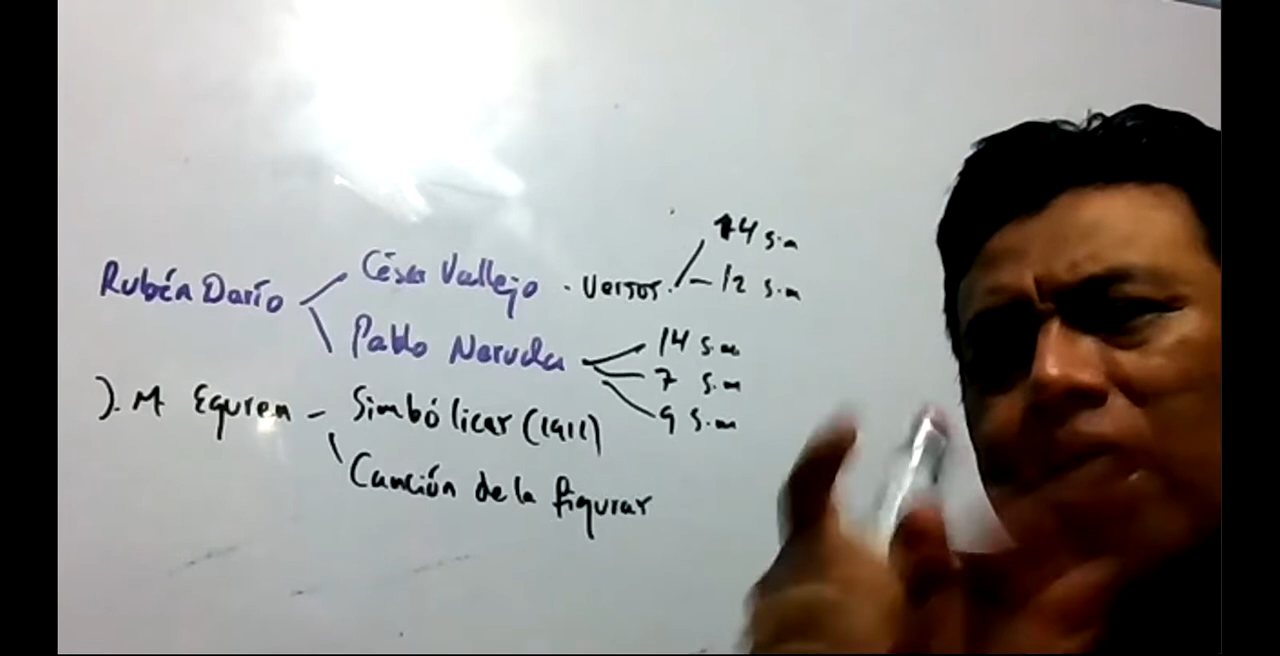 14 s.m
Rubén Darío César Vallejo . Versos. 12 s.m
Pablo Neruda 14 s.m
7 s.m
9 s.m
J. M Eguren - Simbólicas (1911)
Canción de la figuras